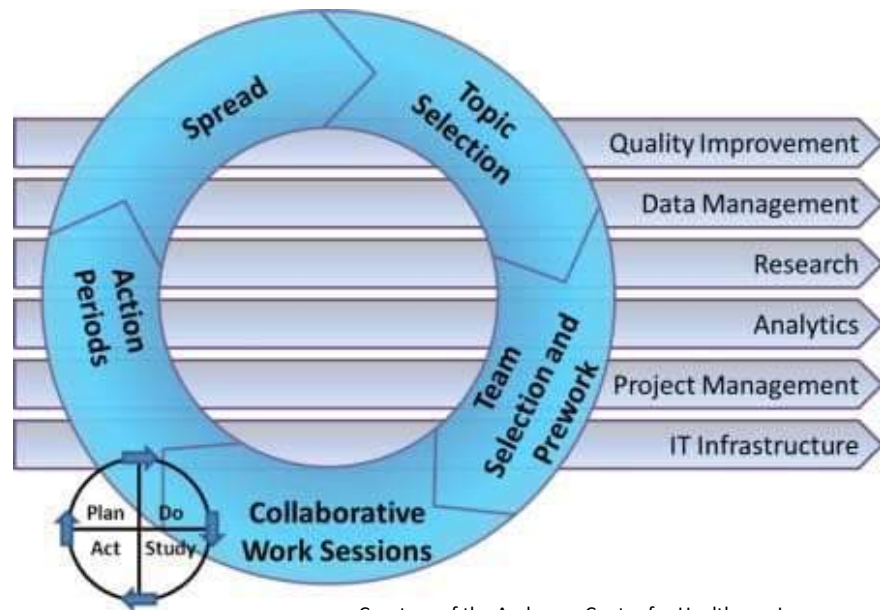 Spread
Topic
Selection
Quality Improvement
Data Management
Research
Analytics
Project Management
IT Infrastructure
Team
Selection and
Prework
Collaborative
Work Sessions
Action
Periods
Plan
Do
Act
Study